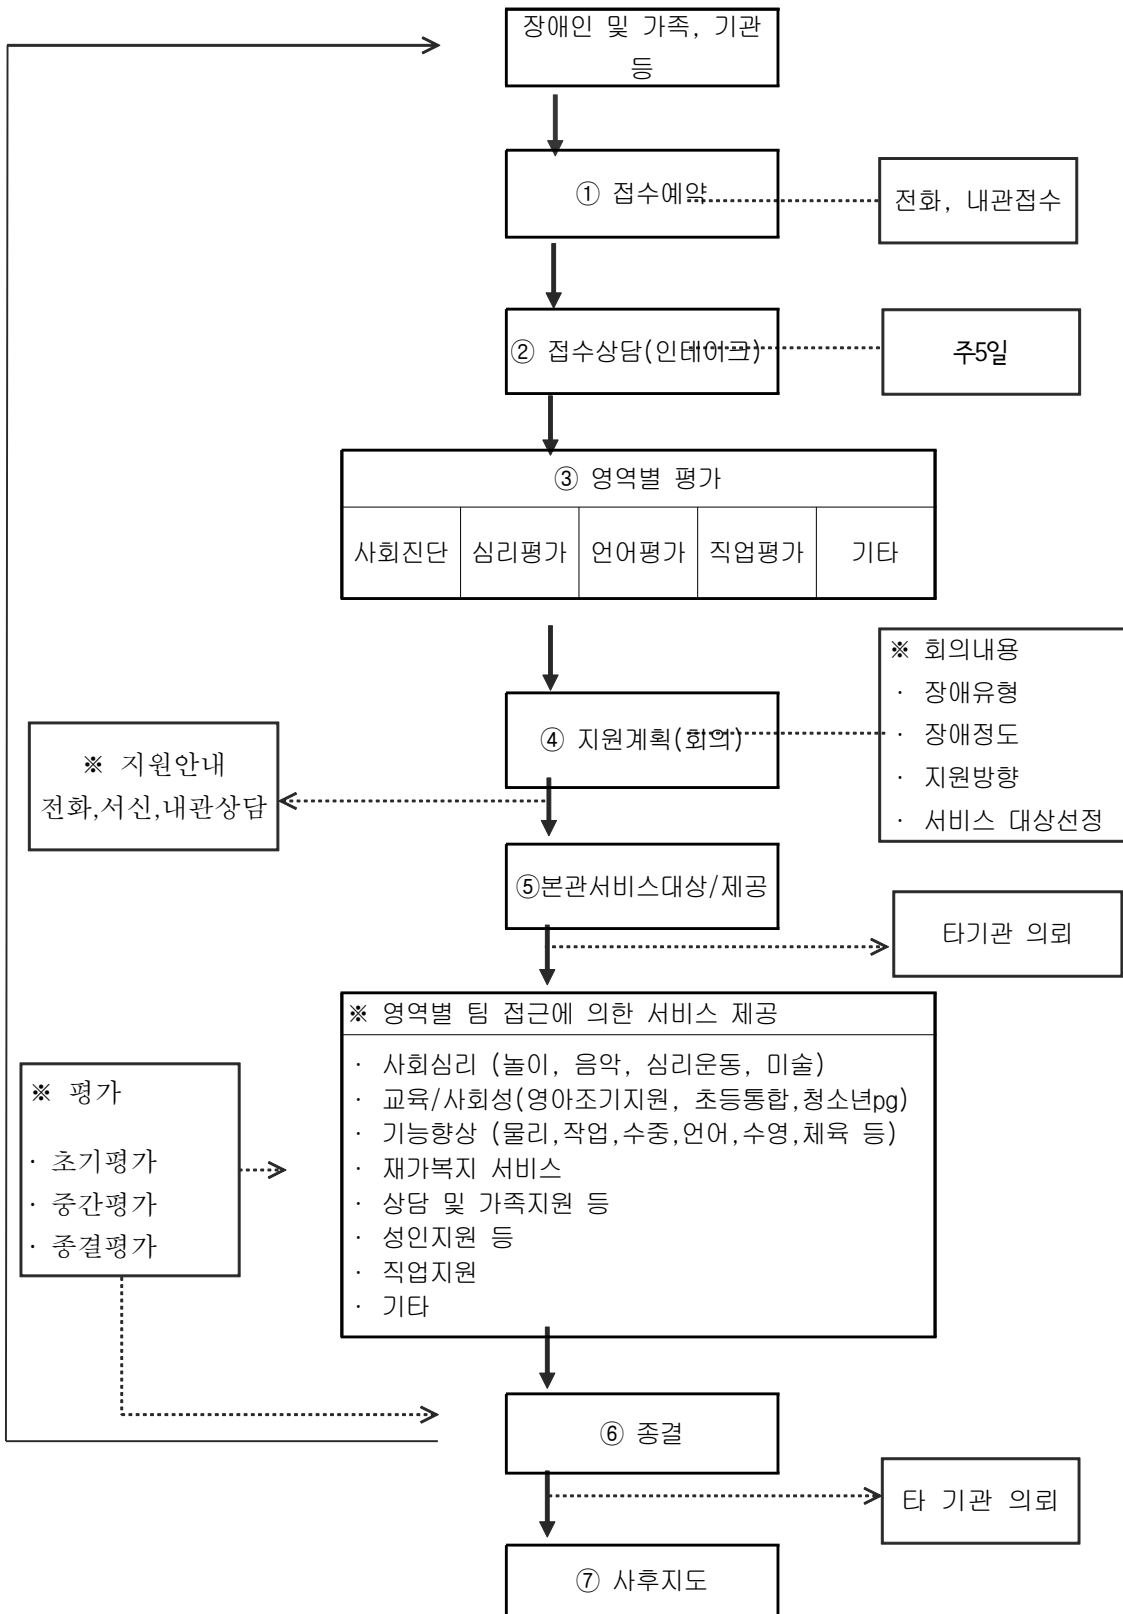 장애인 및 가족, 기관
등
① 접수예약
전화, 내관접수
② 접수상담(인테이크)
주5일
③ 영역별 평가
사회진단 심리평가 언어평가 직업평가 기타
※ 회의내용
· 장애유형
· 장애정도
· 지원방향
· 서비스 대상선정
④ 지원계획(회의)
※ 지원안내
전화,서신,내관상담
⑤본관서비스대상/제공
타기관 의뢰
※ 영역별 팀 접근에 의한 서비스 제공
· 사회심리 (놀이, 음악, 심리운동, 미술)
· 교육/사회성(영아조기지원, 초등통합,청소년pg)
· 기능향상 (물리,작업,수중,언어,수영,체육 등)
· 재가복지 서비스
· 상담 및 가족지원 등
· 성인지원 등
· 직업지원
· 기타
※ 평가
· 초기평가
· 중간평가
· 종결평가
⑥ 종결
타 기관 의뢰
⑦ 사후지도